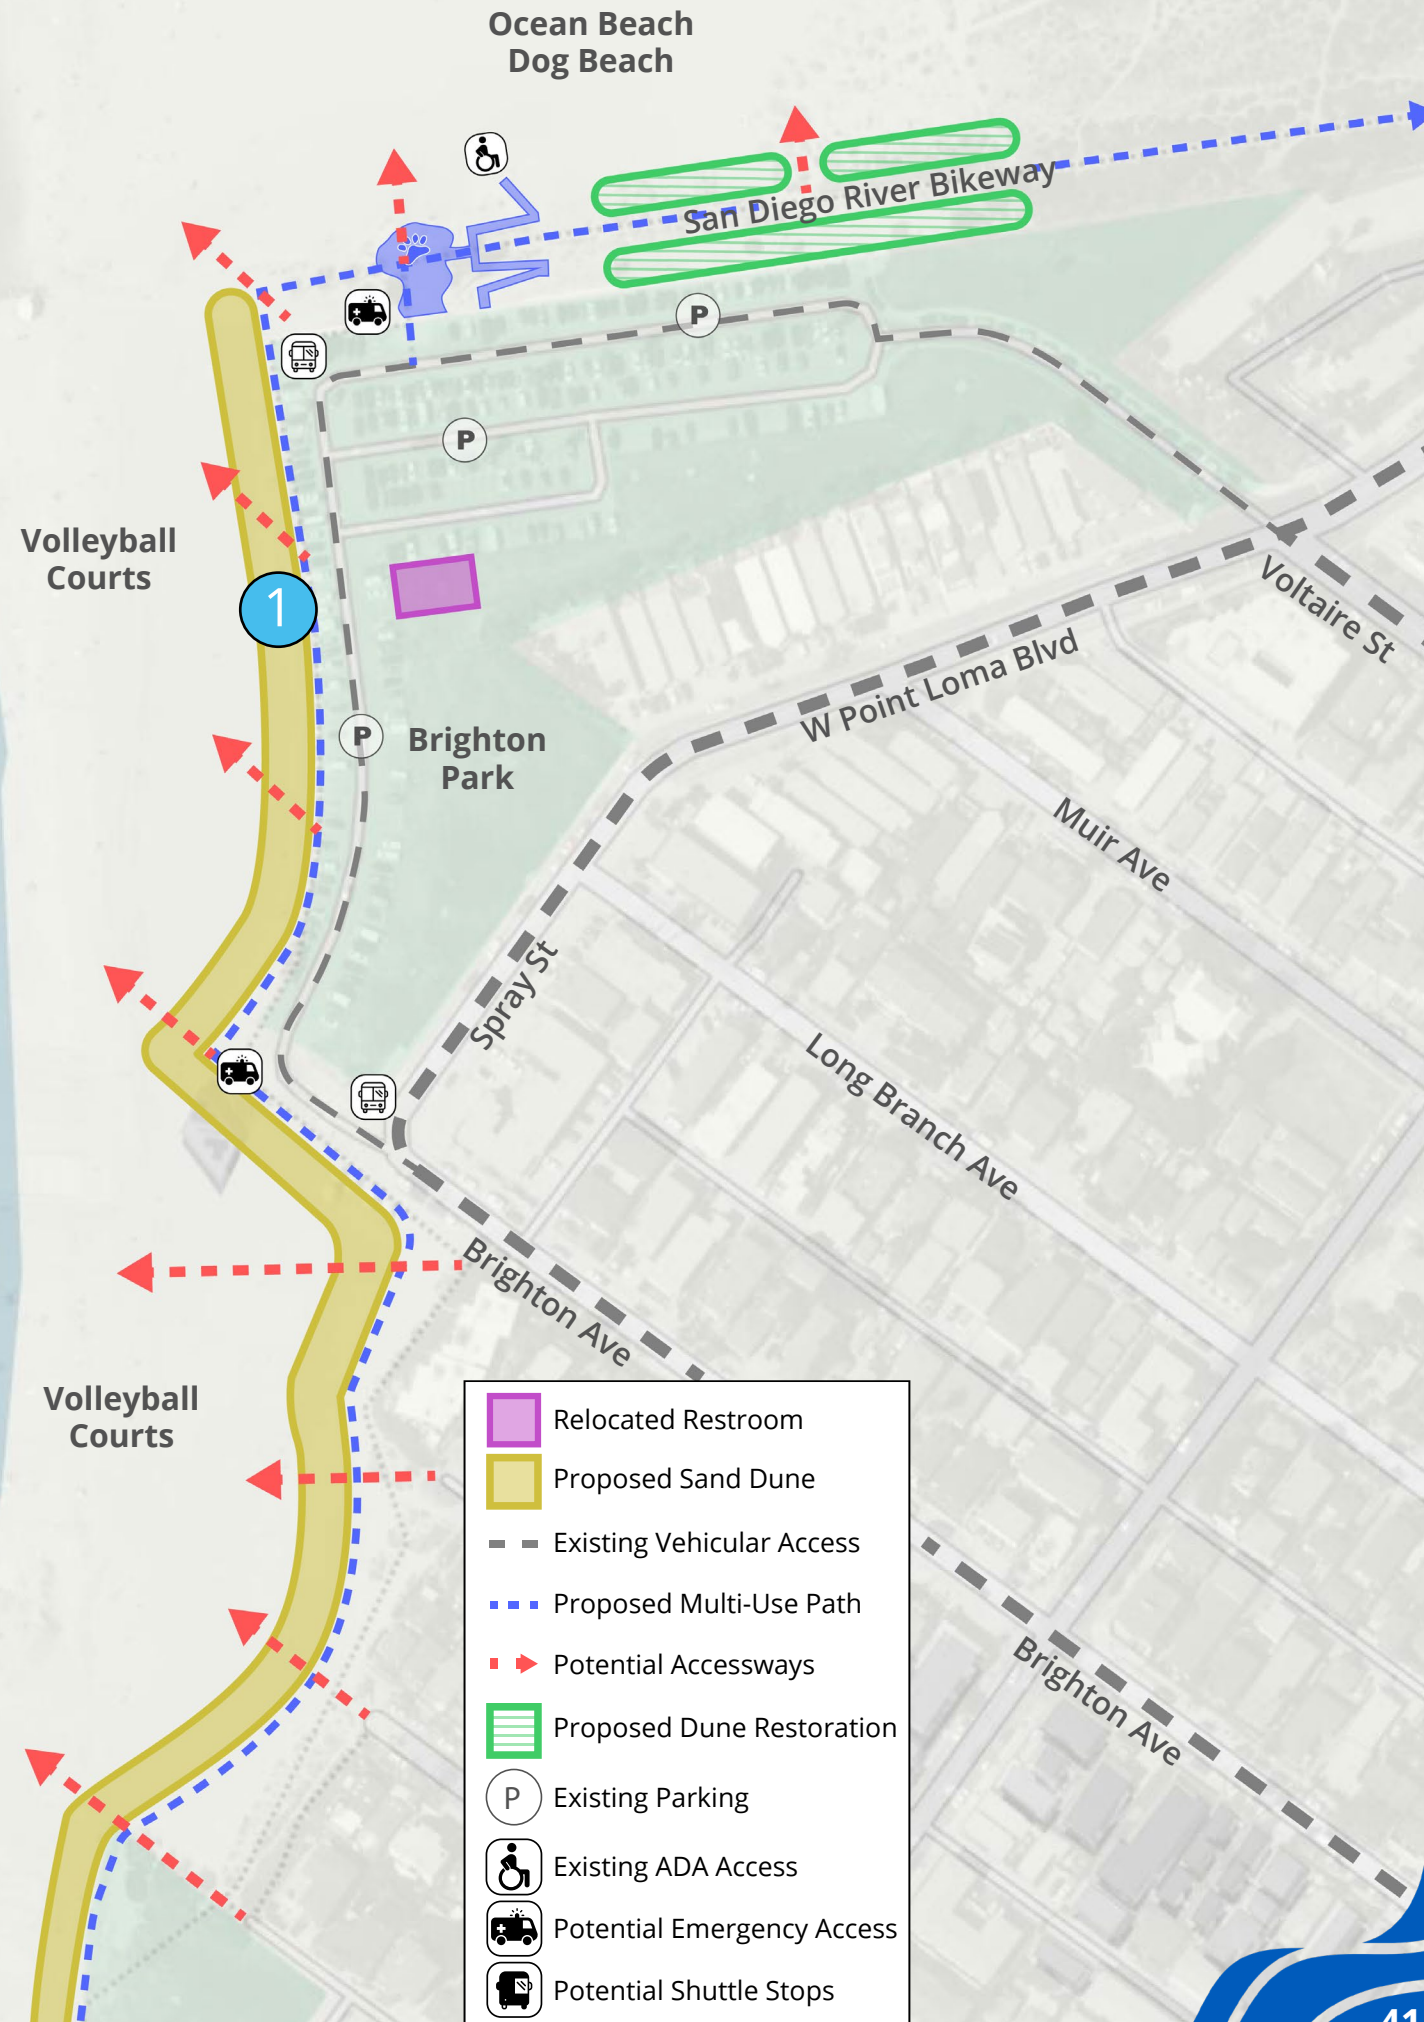 Ocean Beach
Dog Beach
San Diego River Bikeway
P
P
Volleyball
Courts
1
Voltaire St
W Point Loma Blvd
P
Brighton
Park
Muir Ave
Spray St
Long Branch Ave
Brighton Ave
Volleyball
Courts
Relocated Restroom
Proposed Sand Dune
Existing Vehicular Access
Proposed Multi-Use Path
Potential Accessways
Proposed Dune Restoration
P Existing Parking
Existing ADA Access
Potential Emergency Access
Potential Shuttle Stops
Brighton Ave
41